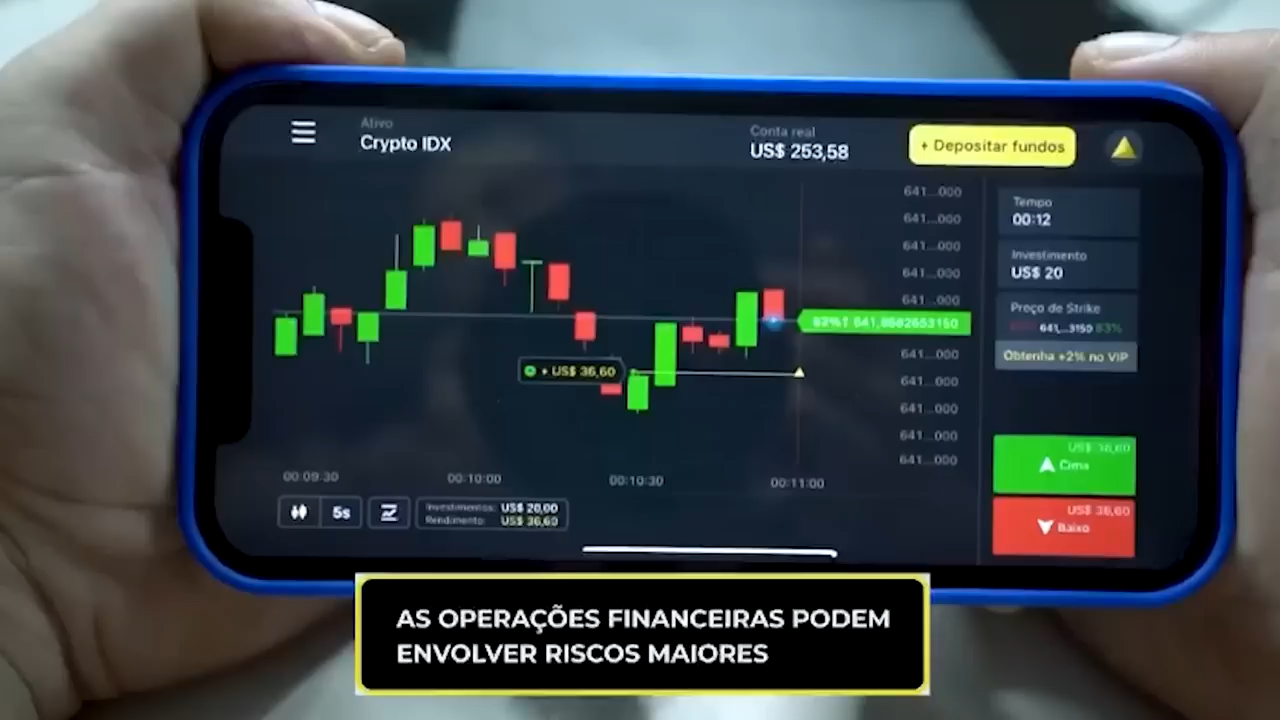 Ativo
Crypto IDX
Conta real
US$ 253,58
+ Depositar fundos
641...000
641...000
641...000
641...000
641...000
641...000
641...000
641...000
641...000
641...000
Tempo
00:12
Investimento
US$ 20
Preço de Strike
641,...3150 83%
Obtenha +2% no VIP
+ US$ 36,60
US$ 36,60
Cima
US$ 36,60
Baixo
00:09:30
00:10:00
00:10:30
00:11:00
5s
Investimentos: US$ 20,00
Rendimento: US$ 36,60
AS OPERAÇÕES FINANCEIRAS PODEM
ENVOLVER RISCOS MAIORES